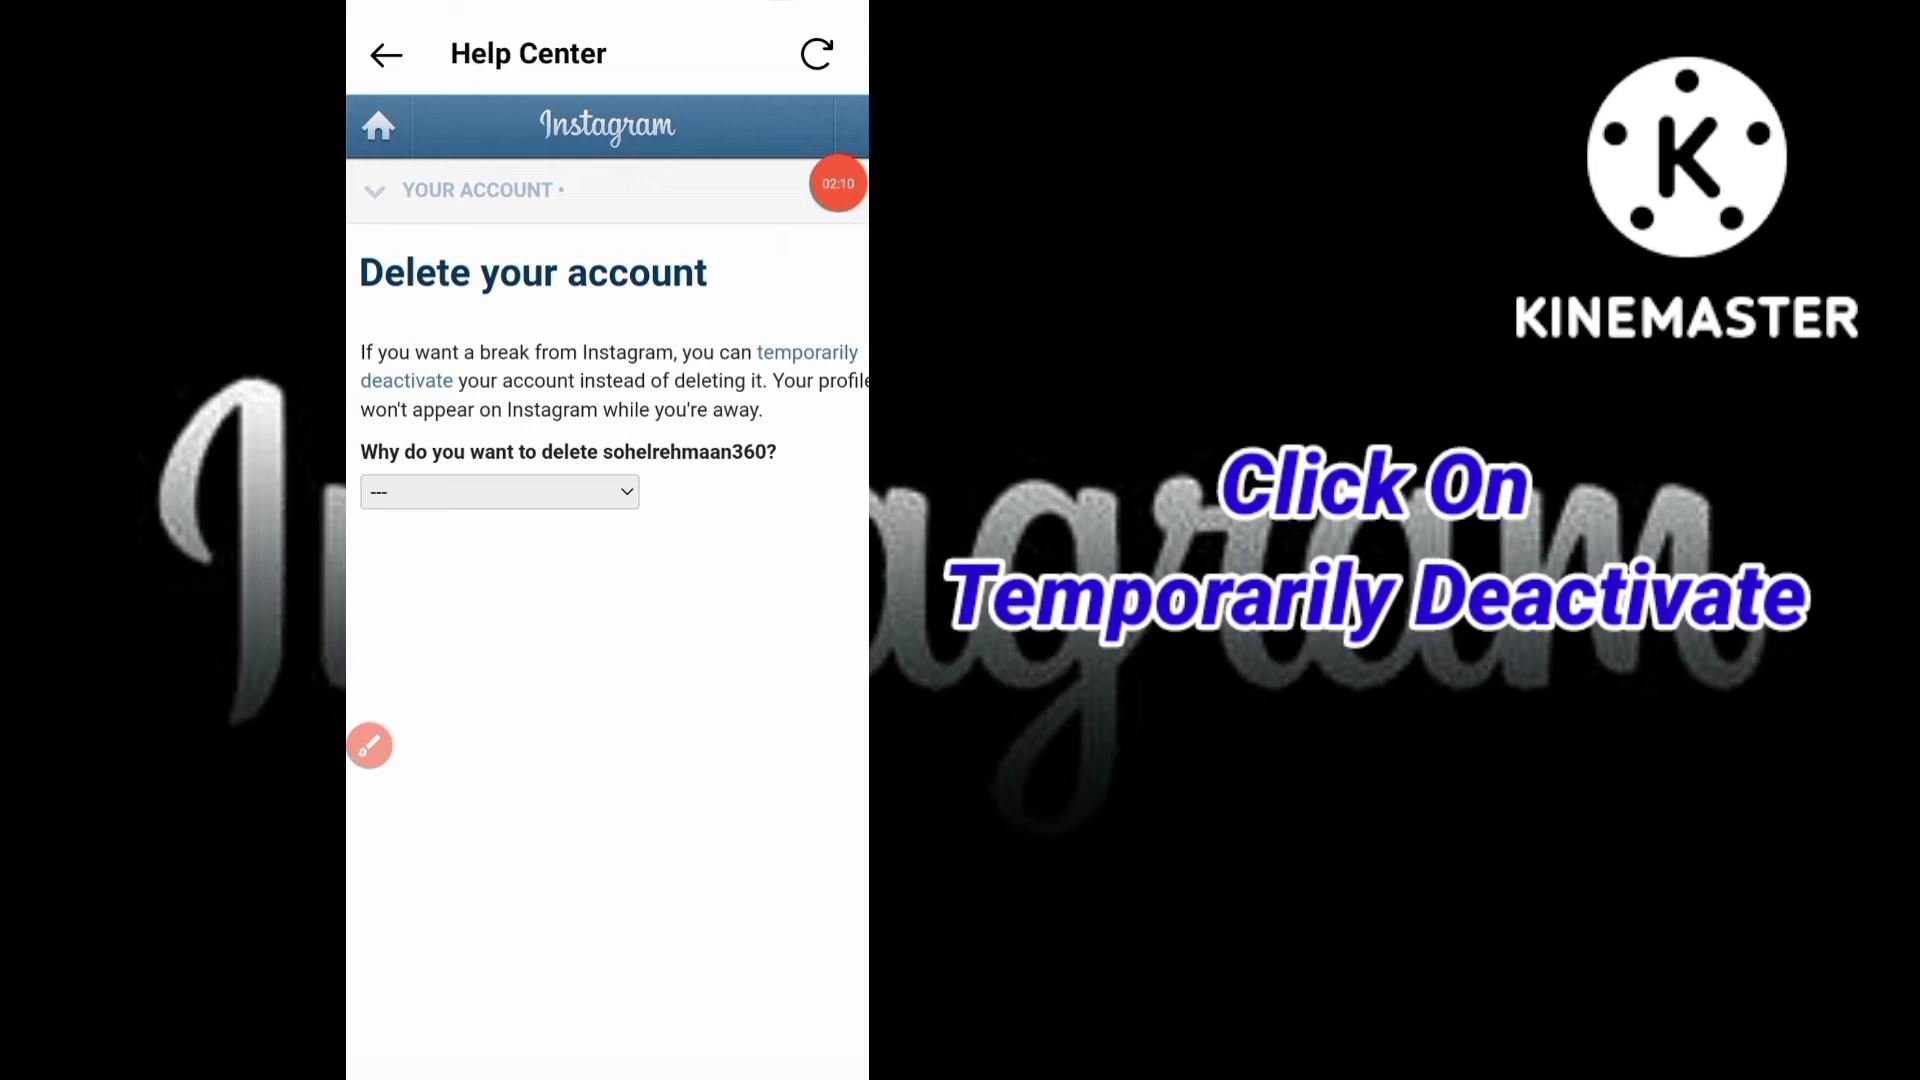 Help Center
Instagram
YOUR ACCOUNT •
02:10
Delete your account
If you want a break from Instagram, you can temporarily
deactivate your account instead of deleting it. Your profile
won't appear on Instagram while you're away.
Why do you want to delete sohelrehmaan360?
---
K
KINEMASTER
Instagram
Click On
Temporarily Deactivate